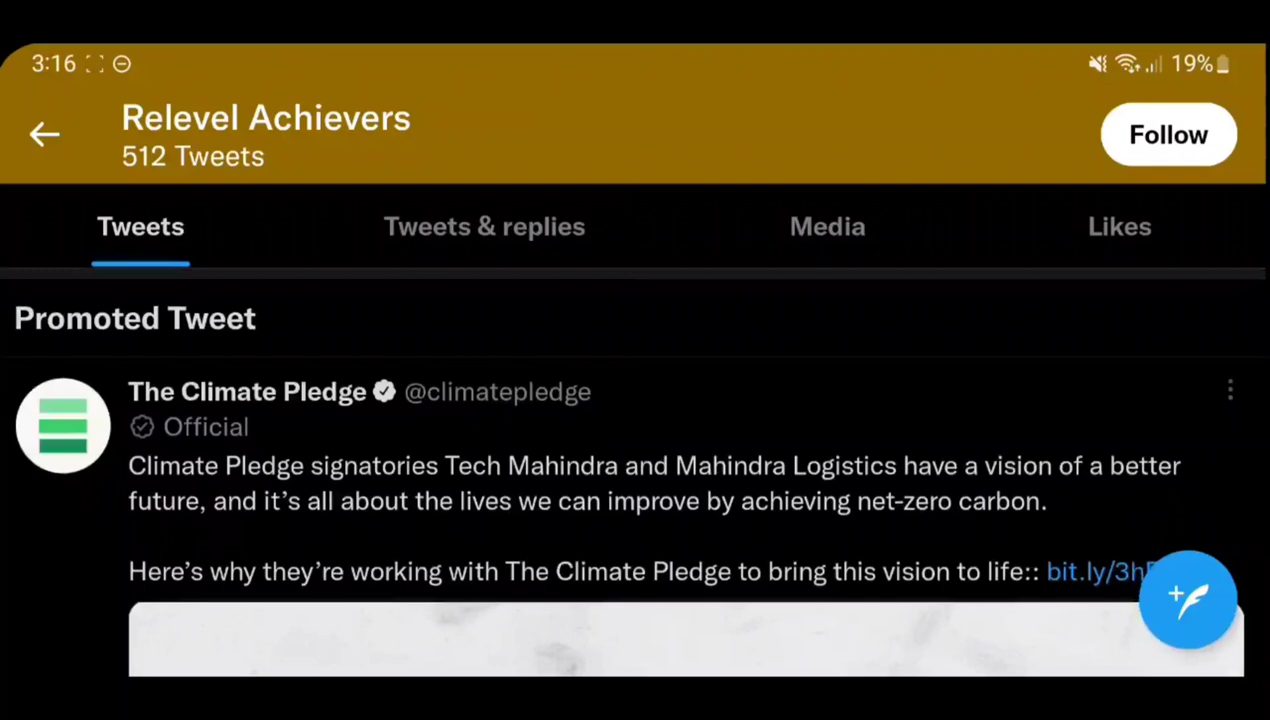 3:16 19%
Relevel Achievers
512 Tweets
Follow
Tweets Tweets & replies Media Likes
Promoted Tweet
The Climate Pledge @climatepledge
Official
Climate Pledge signatories Tech Mahindra and Mahindra Logistics have a vision of a better
future, and it's all about the lives we can improve by achieving net-zero carbon.
Here's why they're working with The Climate Pledge to bring this vision to life::